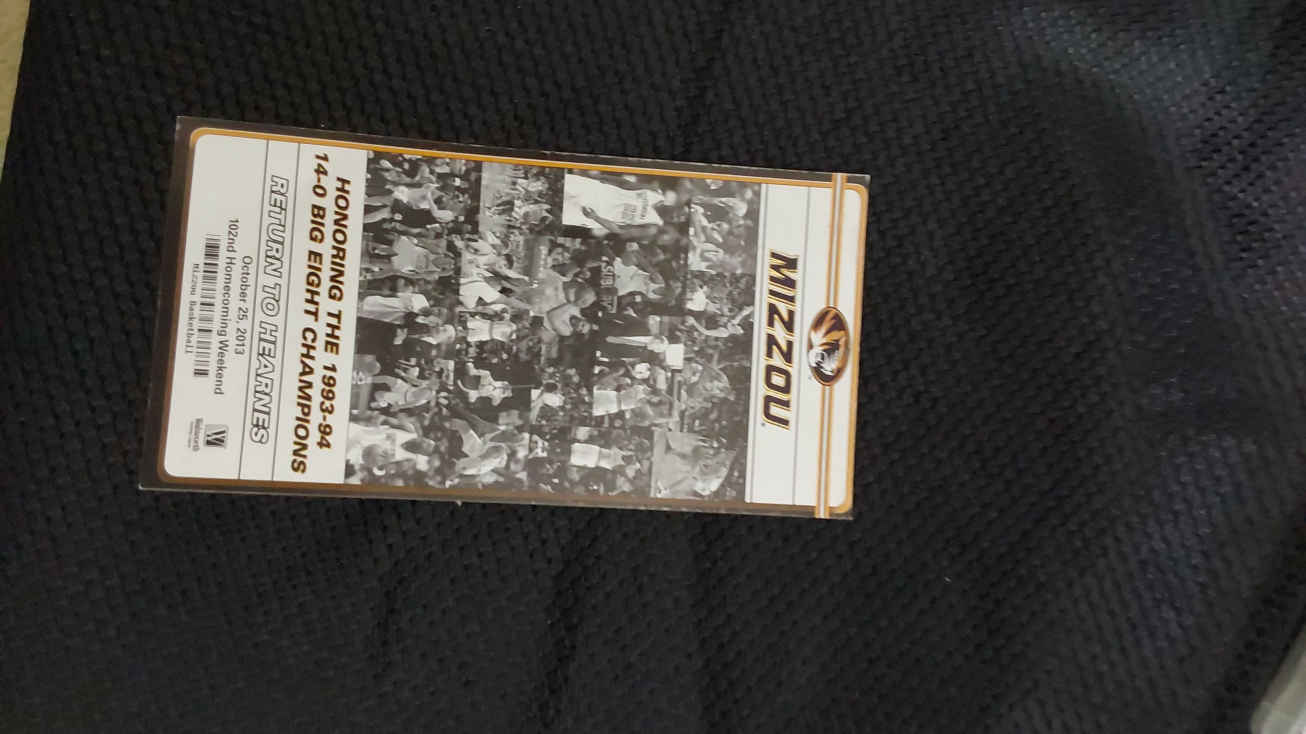 MIZZOU
HONORING THE 1993-94
14-0 BIG EIGHT CHAMPIONS
RETURN TO HEARNES
October 25, 2013
102nd Homecoming Weekend
Mizzou Basketball